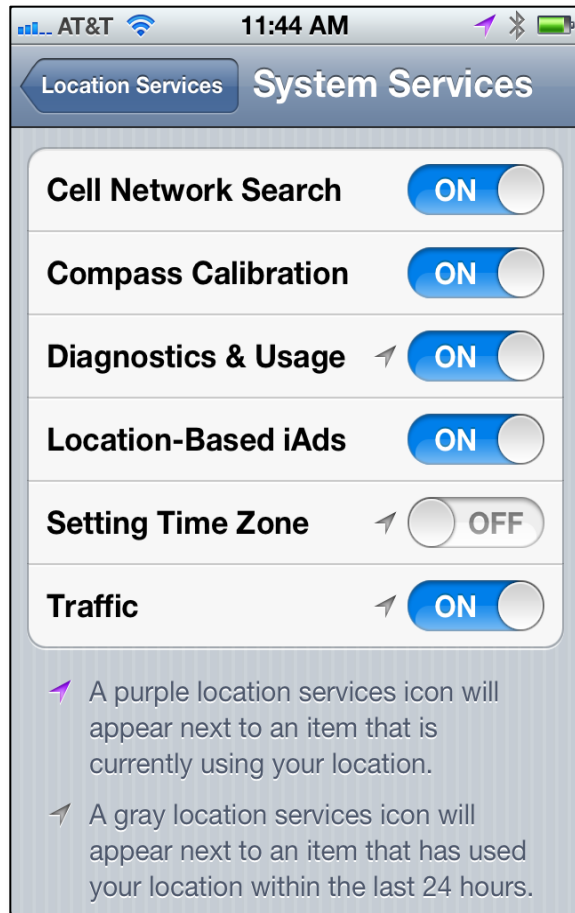 AT&T 11:44 AM
Location Services System Services
Cell Network Search ON
Compass Calibration ON
Diagnostics & Usage ON
Location-Based iAds ON
Setting Time Zone OFF
Traffic ON
A purple location services icon will
appear next to an item that is
currently using your location.
A gray location services icon will
appear next to an item that has used
your location within the last 24 hours.